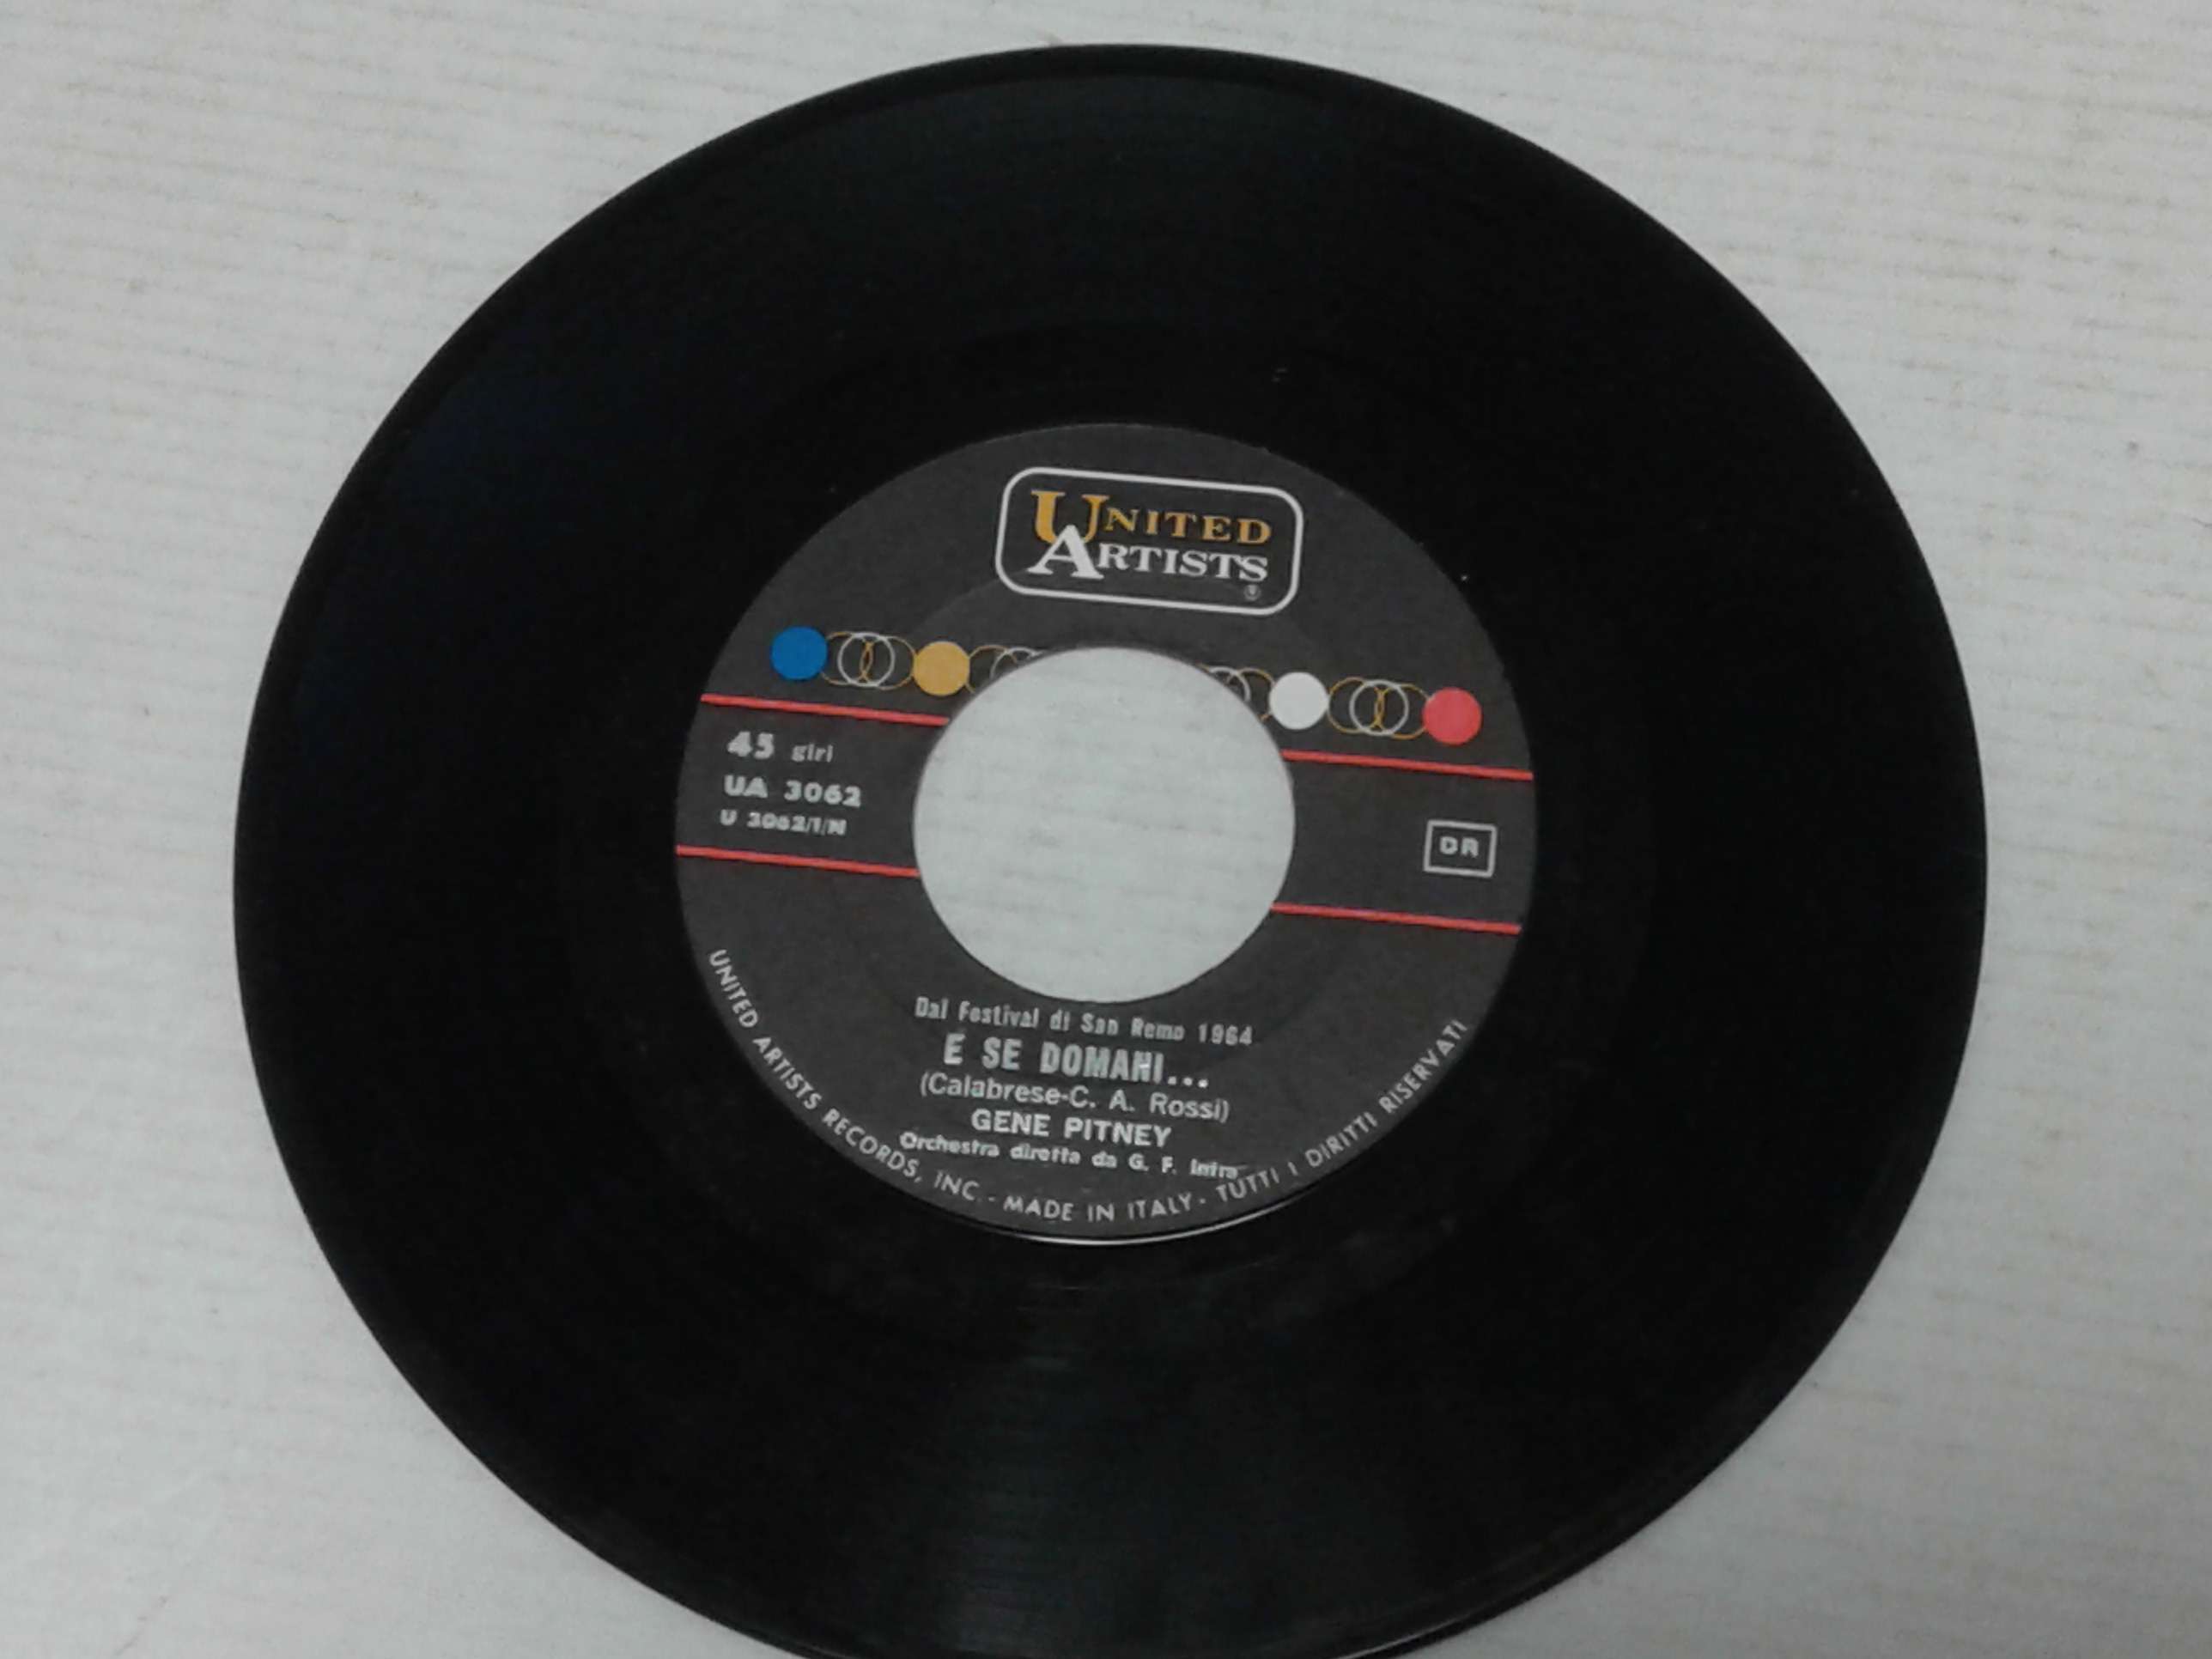 UNITED
ARTISTS
®
45 giri
UA 3062
U 3062/1/N
DR
Dal Festival di San Remo 1964
E SE DOMANI...
(Calabrese-C. A. Rossi)
GENE PITNEY
Orchestra diretta da G. F. Intra
UNITED ARTISTS RECORDS, INC. - MADE IN ITALY - TUTTI I DIRITTI RISERVATI